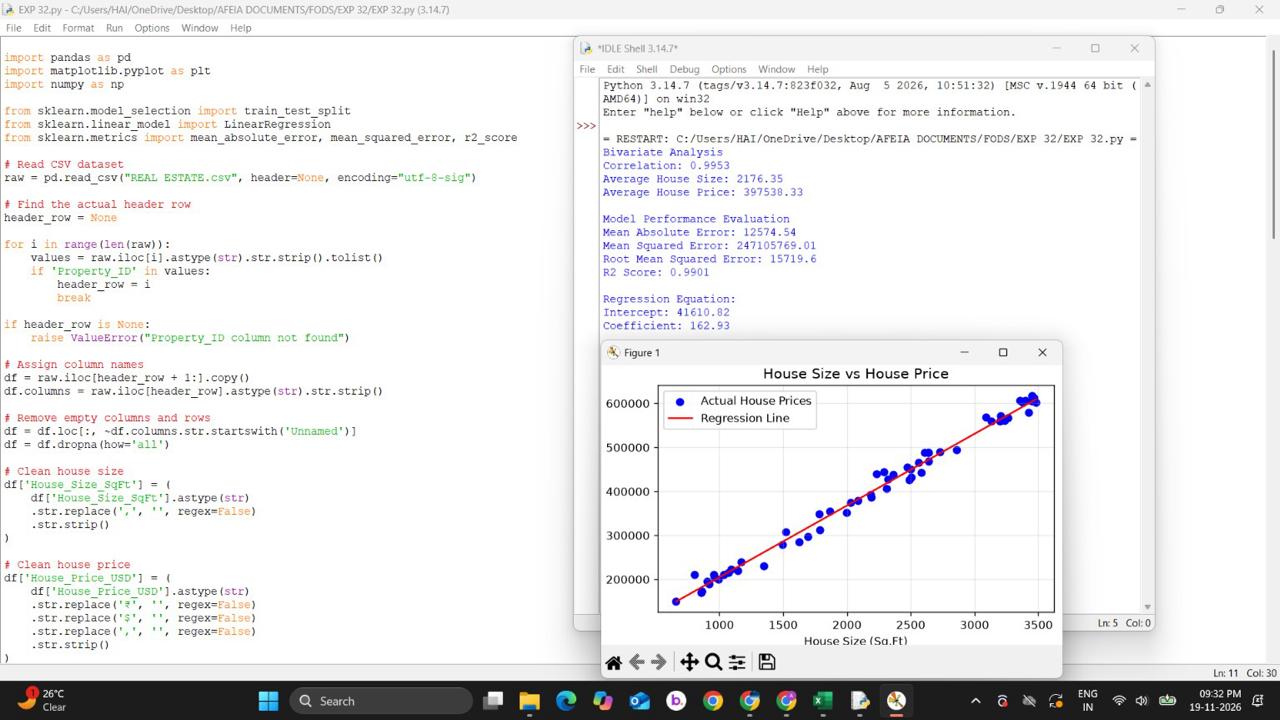 EXP 32.py - C:/Users/HAI/OneDrive/Desktop/AFEIA DOCUMENTS/FODS/EXP 32/EXP 32.py (3.14.7)
File Edit Format Run Options Window Help
import pandas as pd
import matplotlib.pyplot as plt
import numpy as np
from sklearn.model_selection import train_test_split
from sklearn.linear_model import LinearRegression
from sklearn.metrics import mean_absolute_error, mean_squared_error, r2_score
# Read CSV dataset
raw = pd.read_csv("REAL ESTATE.csv", header=None, encoding="utf-8-sig")
# Find the actual header row
header_row = None
for i in range(len(raw)):
values = raw.iloc[i].astype(str).str.strip().tolist()
if 'Property_ID' in values:
header_row = i
break
if header_row is None:
raise ValueError("Property_ID column not found")
# Assign column names
df = raw.iloc[header_row + 1:].copy()
df.columns = raw.iloc[header_row].astype(str).str.strip()
# Remove empty columns and rows
df = df.loc[:, ~df.columns.str.startswith('Unnamed')]
df = df.dropna(how='all')
# Clean house size
df['House_Size_SqFt'] = (
df['House_Size_SqFt'].astype(str)
.str.replace(',', '', regex=False)
.str.strip()
)
# Clean house price
df['House_Price_USD'] = (
df['House_Price_USD'].astype(str)
.str.replace('₹', '', regex=False)
.str.replace('$', '', regex=False)
.str.replace(',', '', regex=False)
.str.strip()
)
*IDLE Shell 3.14.7*
File Edit Shell Debug Options Window Help
Python 3.14.7 (tags/v3.14.7:823f032, Aug 5 2026, 10:51:32) [MSC v.1944 64 bit (
AMD64)] on win32
Enter "help" below or click "Help" above for more information.
>>>
= RESTART: C:/Users/HAI/OneDrive/Desktop/AFEIA DOCUMENTS/FODS/EXP 32/EXP 32.py =
Bivariate Analysis
Correlation: 0.9953
Average House Size: 2176.35
Average House Price: 397538.33
Model Performance Evaluation
Mean Absolute Error: 12574.54
Mean Squared Error: 247105769.01
Root Mean Squared Error: 15719.6
R2 Score: 0.9901
Regression Equation:
Intercept: 41610.82
Coefficient: 162.93
Figure 1
House Size vs House Price
Actual House Prices
Regression Line
600000
500000
400000
300000
200000
1000 1500 2000 2500 3000 3500
House Size (Sq.Ft)
Ln: 5 Col: 0
Ln: 11 Col: 30
1
26°C
Clear
Search
b.
ENG
IN
09:32 PM
19-11-2026